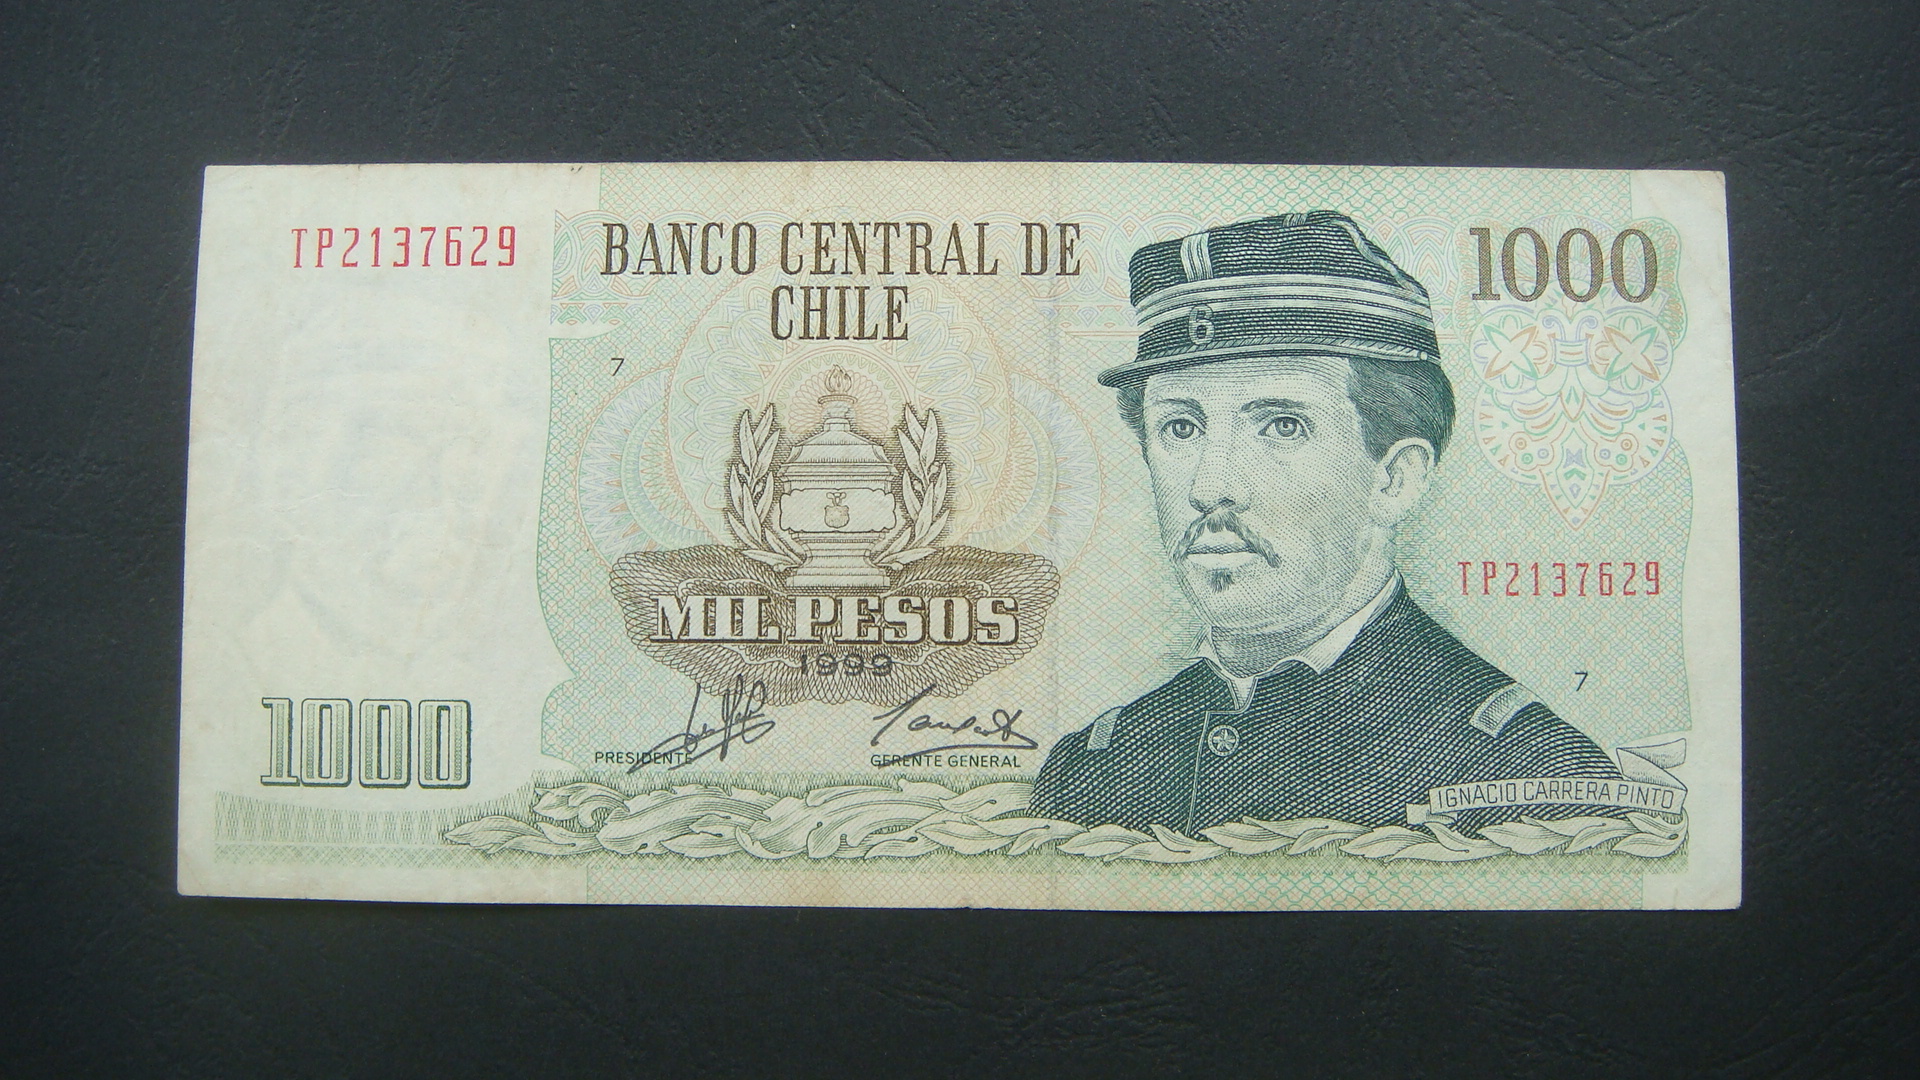 TP2137629
BANCO CENTRAL DE
CHILE
1000
7
6
MIL PESOS
1999
TP2137629
7
1000
PRESIDENTE
GERENTE GENERAL
IGNACIO CARRERA PINTO